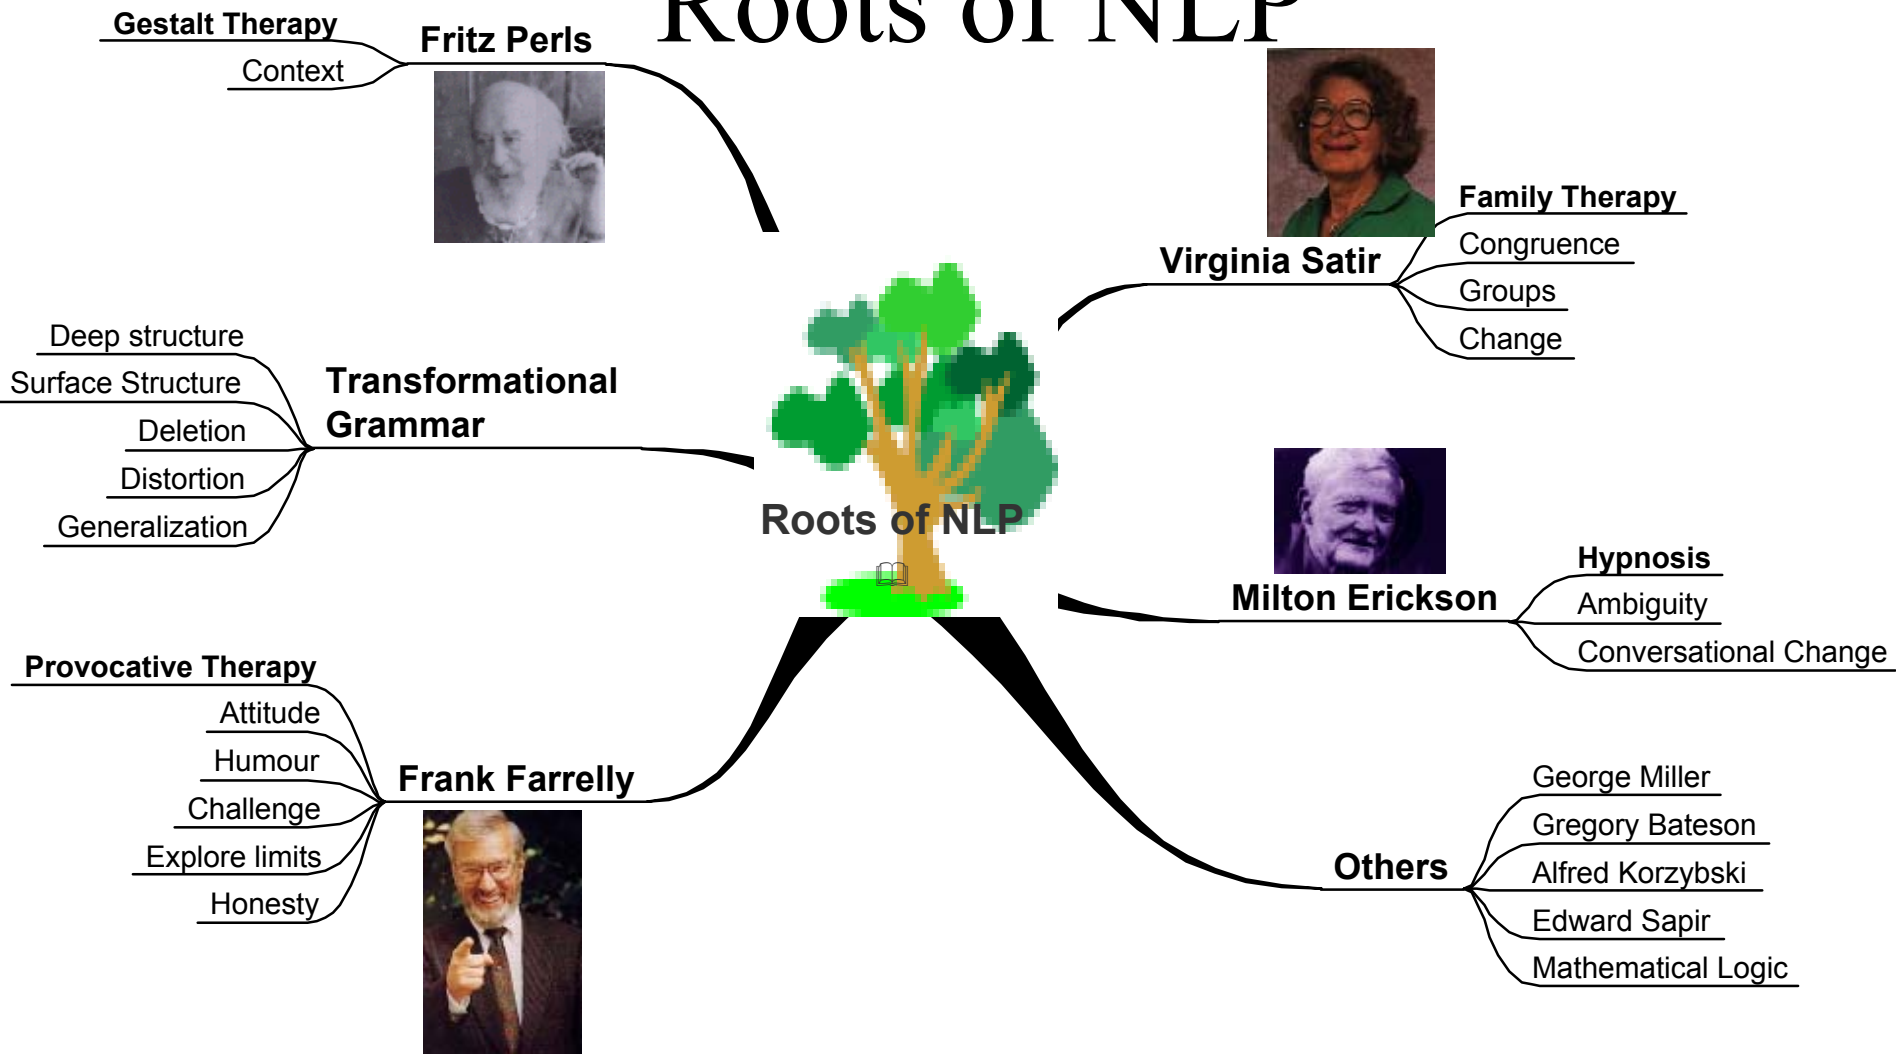 Roots of NLP
Gestalt Therapy
Context
Fritz Perls
Deep structure
Surface Structure
Deletion
Distortion
Generalization
Transformational
Grammar
Provocative Therapy
Attitude
Humour
Challenge
Explore limits
Honesty
Frank Farrelly
Roots of NLP
Virginia Satir
Family Therapy
Congruence
Groups
Change
Milton Erickson
Hypnosis
Ambiguity
Conversational Change
Others
George Miller
Gregory Bateson
Alfred Korzybski
Edward Sapir
Mathematical Logic